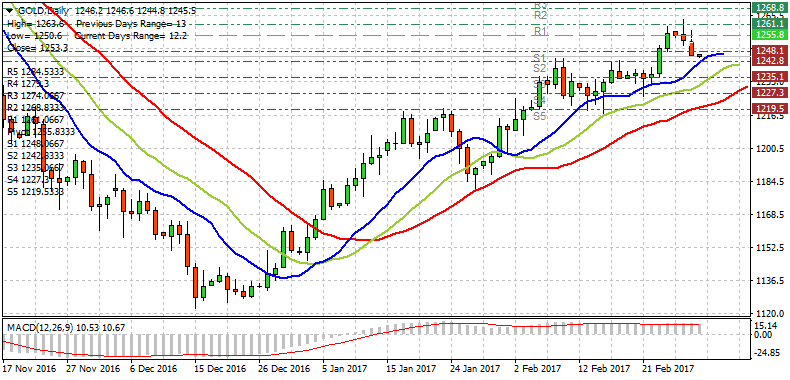 GOLD,Daily 1246.2 1246.6 1244.8 1245.5
High= 1263.8 Previous Days Range= 13
Low= 1250.6 Current Days Range= 12.2
Close= 1253.3
R5 1284.5333
R4
R3 1274.0667
R2 1268.8333
R1
1255.8333
S1 1248.0667
S2 1242.8333
S3
S4 1227.3
S5 1219.5333
R3
R2
R1
S1
S2
S5
1268.8
1261.1
1255.8
1248.1
1242.8
1235.1
1227.3
1219.5
1216.5
1200.5
1184.5
1168.5
1152.5
1136.5
1120.0
MACD(12,26,9) 10.53 10.67
15.14
0.00
-24.85
17 Nov 2016 27 Nov 2016 6 Dec 2016 15 Dec 2016 26 Dec 2016 5 Jan 2017 15 Jan 2017 24 Jan 2017 2 Feb 2017 12 Feb 2017 21 Feb 2017